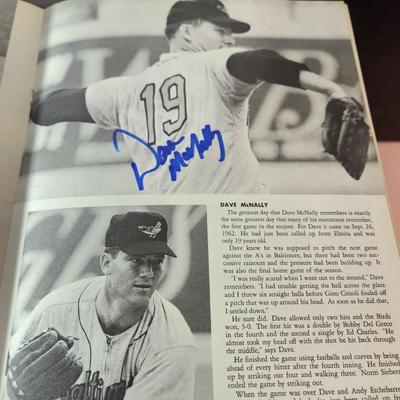 19
Dave McNally
Baltim
DAVE McNALLY
The greatest day that Dave McNally remembers is exactly
the same greatest day that many of his teammates remember,
the first game in the majors. For Dave it came on Sept. 26,
1962. He had just been called up from Elmira and was
only 19 years old.
Dave knew he was supposed to pitch the next game
against the A's in Baltimore, but there had been two suc-
cessive rainouts and the pressure had been building up. It
was also the final home game of the season.
"I was really scared when I went out to the mound," Dave
remembers. "I had trouble getting the ball across the plate
and I threw six straight balls before Gino Cimoli fouled off
a pitch that was up around his head. As soon as he did that,
I settled down."
He sure did. Dave allowed only two hits and the Birds
won, 3-0. The first hit was a double by Bobby Del Greco
in the fourth and the second a single by Ed Charles. "He
almost took my head off with the shot he hit back through
the middle," says Dave.
He finished the game using fastballs and curves by being
ahead of every hitter after the fourth inning. He finished
up by striking out four and walking three. Norm Siebern
ended the game by striking out.
When the game was over Dave and Andy Etchebarren